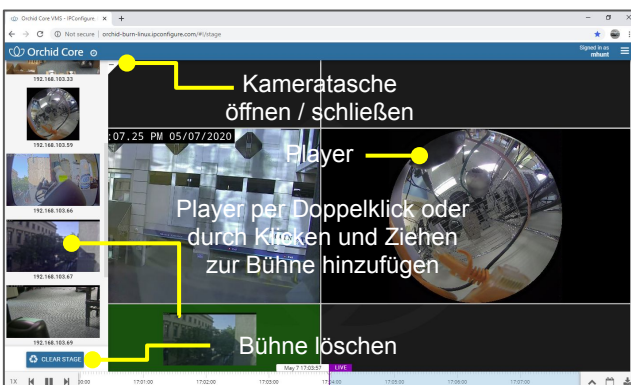 Orchid Core VMS - IPConfigure
Not secure | orchid-burn-linux.ipconfigure.com/#!/stage
Orchid Core
Signed in as
mhunt
192.168.103.33
Kameratasche
öffnen / schließen
192.168.103.59
:07.25 PM 05/07/2020
Player
192.168.103.66
Player per Doppelklick oder
durch Klicken und Ziehen
zur Bühne hinzufügen
192.168.103.67
192.168.103.69
Bühne löschen
CLEAR STAGE
May 7 17:03:57
LIVE
1X
17:01:00
17:02:00
17:03:00
17:05:00
17:06:00
17:07:00